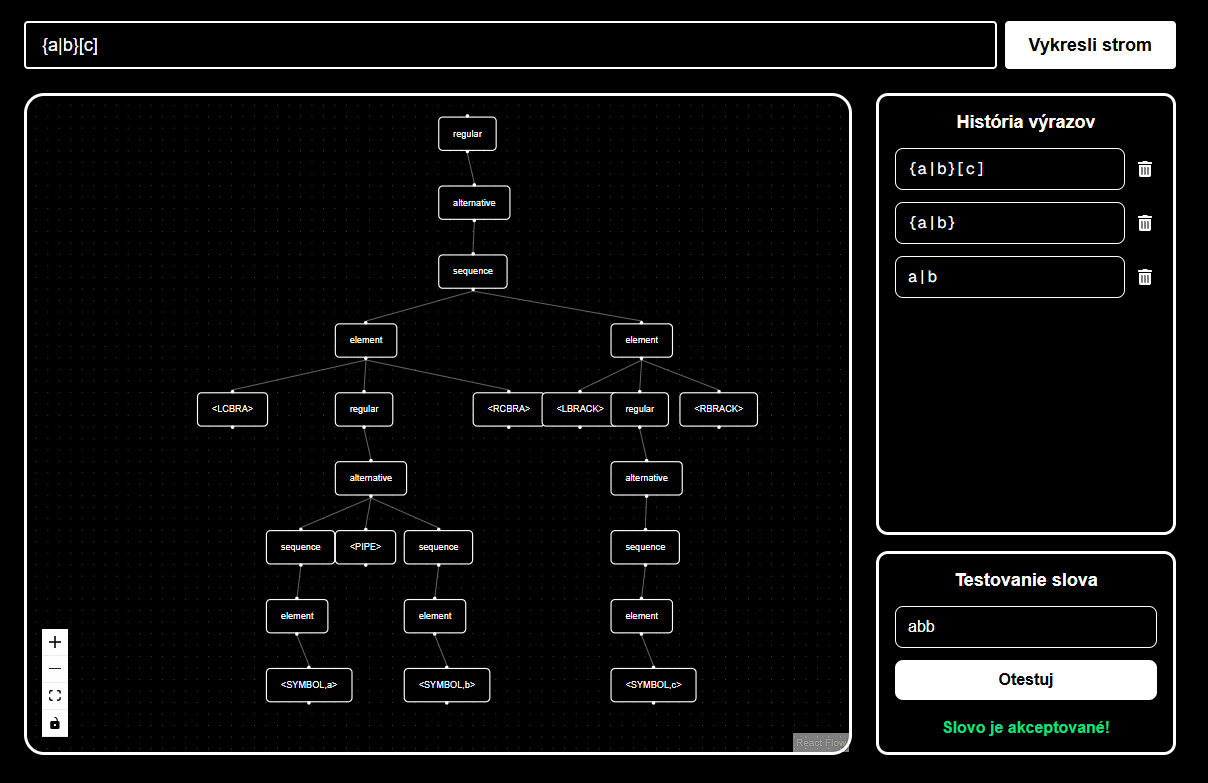 {a|b}[c]
Vykresli strom
regular
alternative
sequence
element element
<LCBRA> regular <RCBRA> <LBRACK> regular <RBRACK>
alternative alternative
sequence <PIPE> sequence sequence
element element element
<SYMBOL,a> <SYMBOL,b> <SYMBOL,c>
React Flow
História výrazov
{a|b}[c]
{a|b}
a|b
Testovanie slova
abb
Otestuj
Slovo je akceptované!